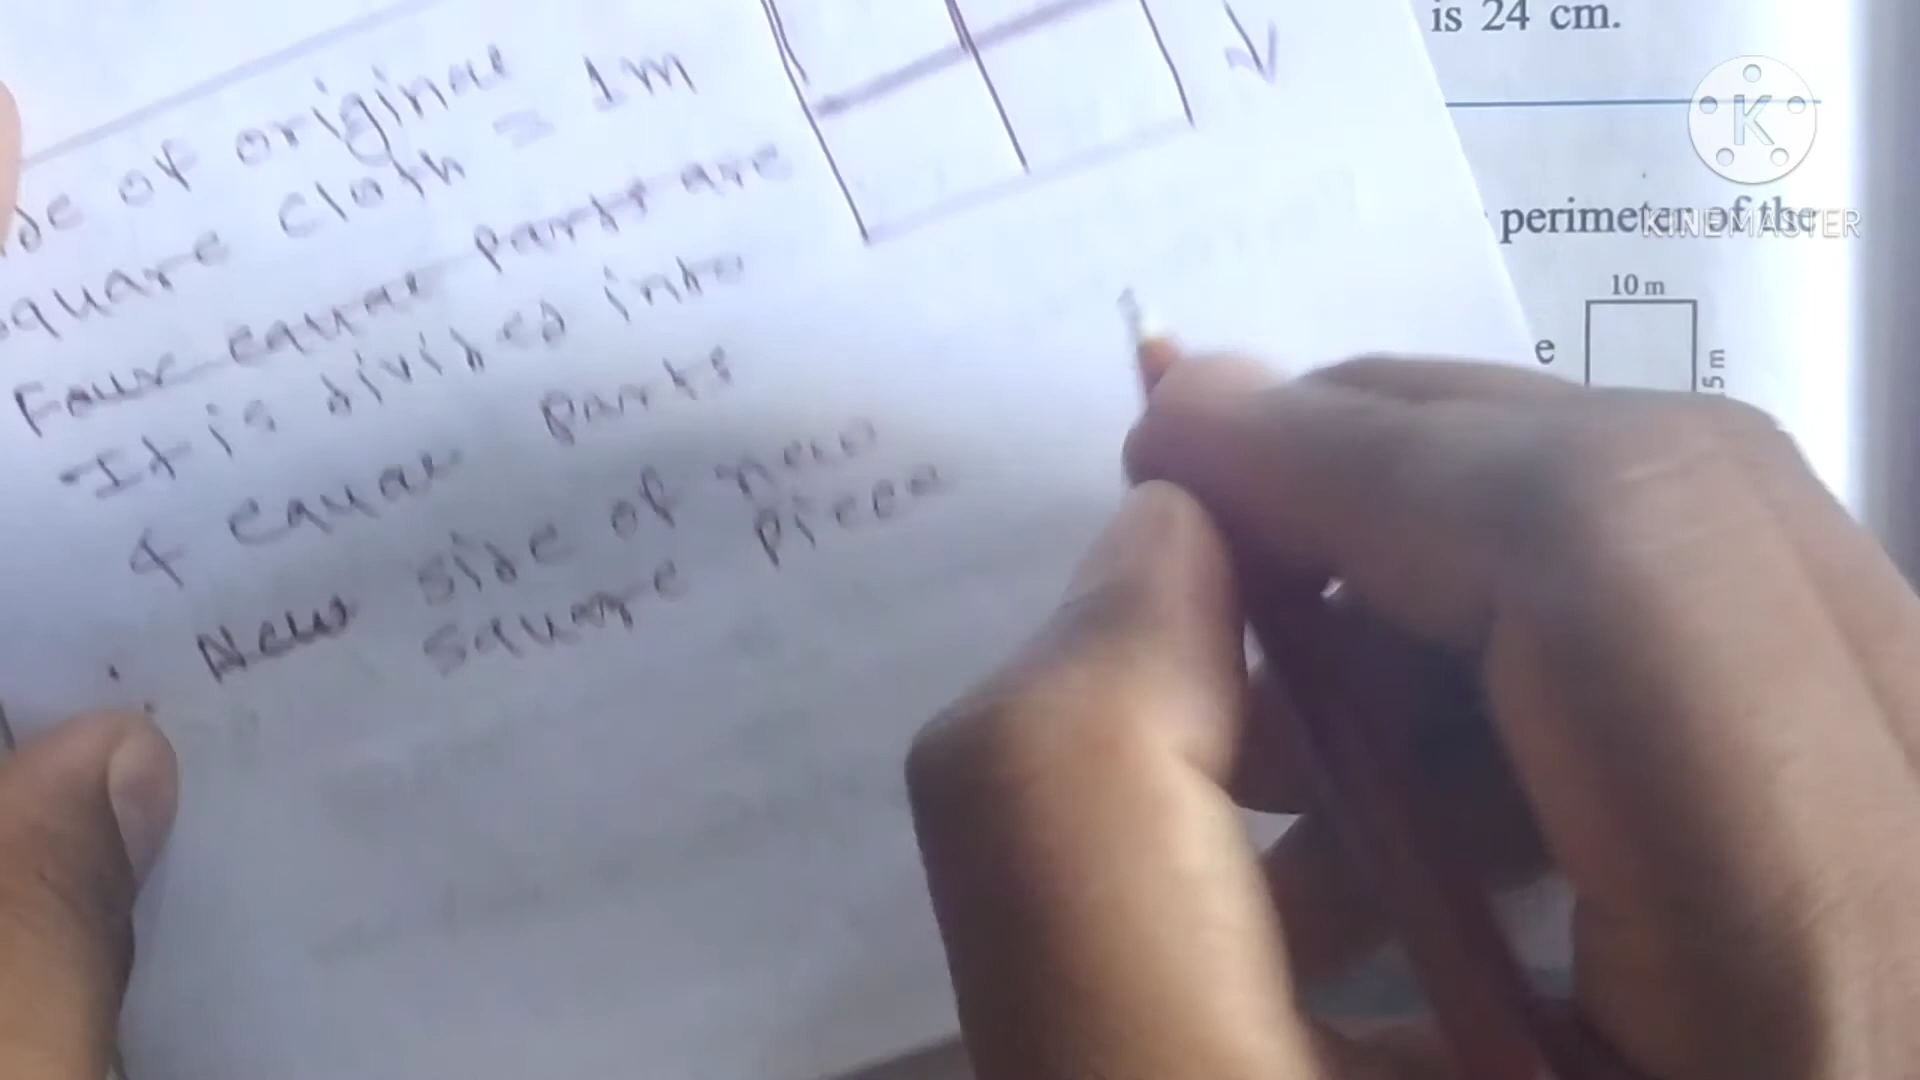 de of original
square cloth = 1m
Four equal parts are
It is divided into
4 equal parts
New side of new
square piece
is 24 cm.
perimeter of the
10 m
e
5 m
K
KINEMASTER